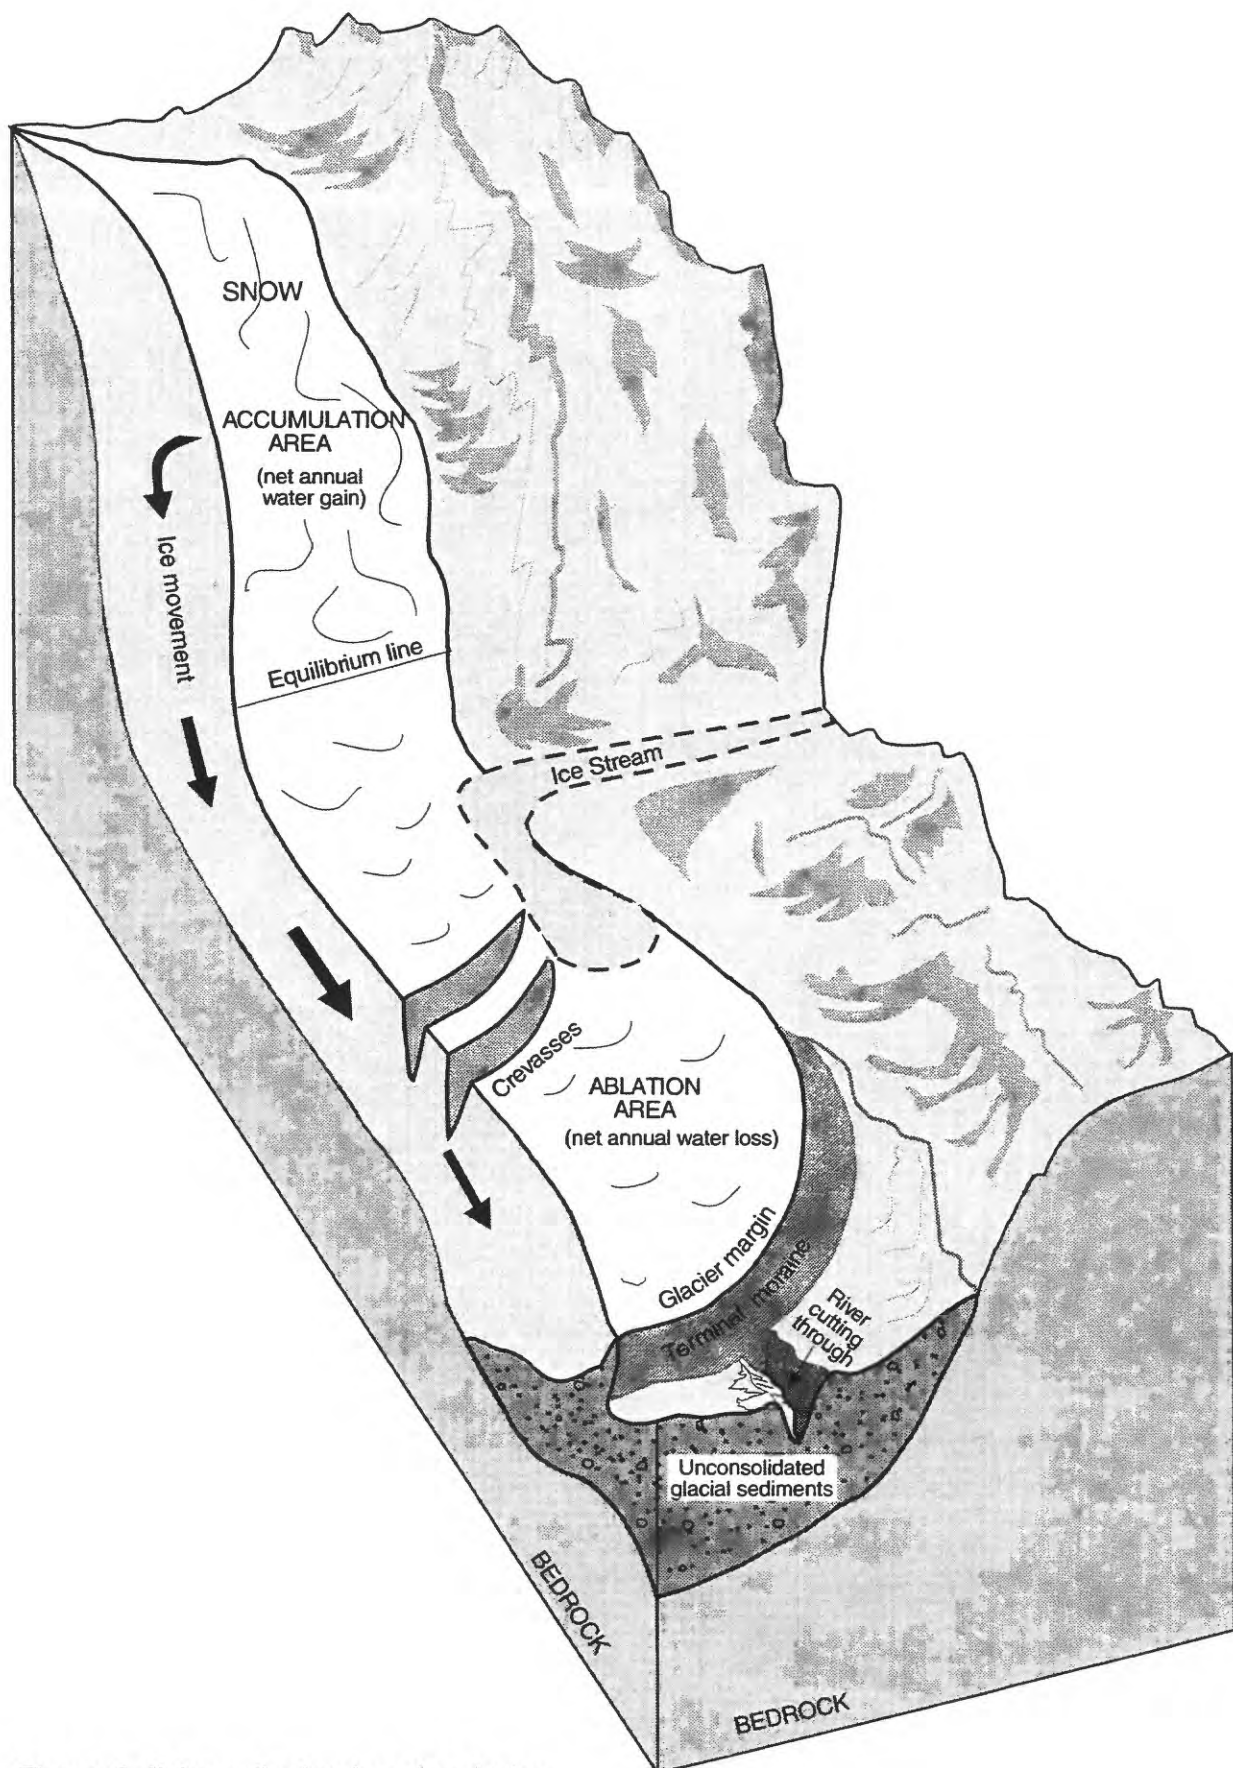 SNOW
ACCUMULATION
AREA
(net annual
water gain)
Ice movement
Equilibrium line
Ice Stream
Crevasses
ABLATION
AREA
(net annual water loss)
Glacier margin
Terminal moraine
River
cutting
through
Unconsolidated
glacial sediments
BEDROCK
BEDROCK